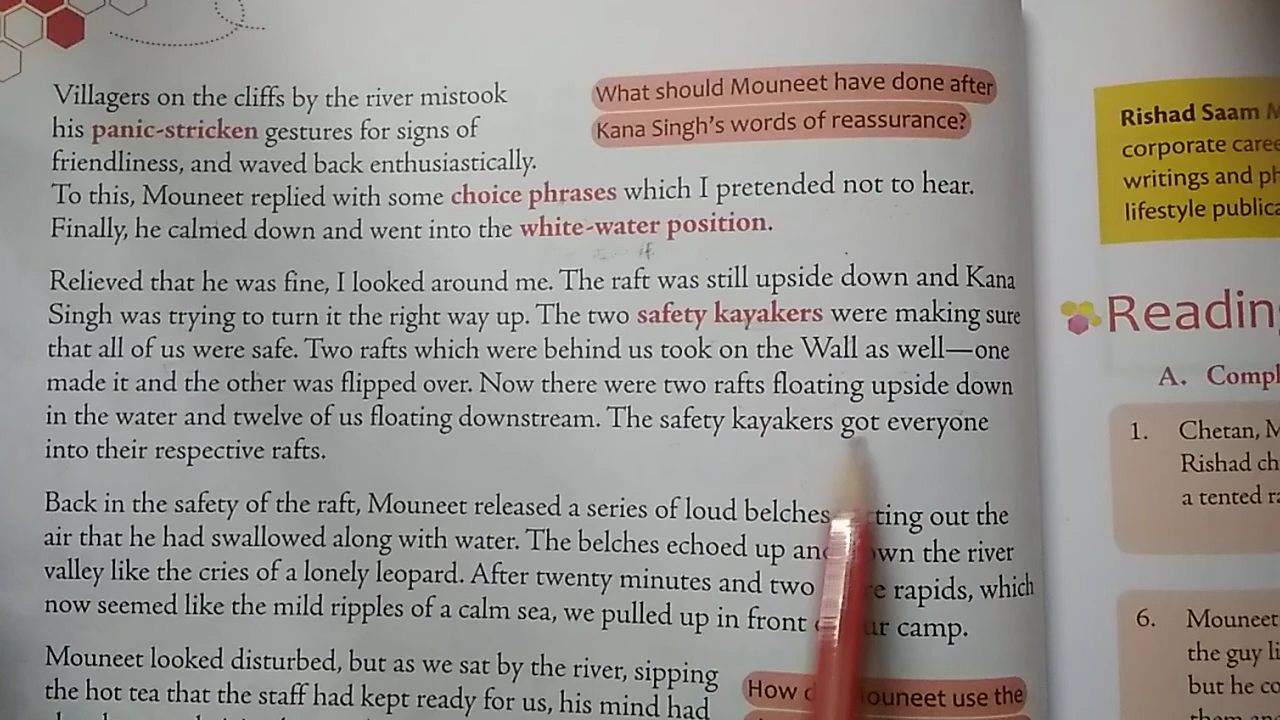 Villagers on the cliffs by the river mistook
his panic-stricken gestures for signs of
friendliness, and waved back enthusiastically.
To this, Mouneet replied with some choice phrases which I pretended not to hear.
Finally, he calmed down and went into the white-water position.
What should Mouneet have done after
Kana Singh's words of reassurance?
Relieved that he was fine, I looked around me. The raft was still upside down and Kana
Singh was trying to turn it the right way up. The two safety kayakers were making sure
that all of us were safe. Two rafts which were behind us took on the Wall as well—one
made it and the other was flipped over. Now there were two rafts floating upside down
in the water and twelve of us floating downstream. The safety kayakers got everyone
into their respective rafts.
Back in the safety of the raft, Mouneet released a series of loud belches out the
air that he had swallowed along with water. The belches echoed up the river
valley like the cries of a lonely leopard. After twenty minutes and two rapids, which
now seemed like the mild ripples of a calm sea, we pulled up in front camp.
Mouneet looked disturbed, but as we sat by the river, sipping
the hot tea that the staff had kept ready for us, his mind had
How use the
Rishad Saam
corporate
writings and
lifestyle
A.
1. Chetan,
Rishad
a tented
6. Mouneet
the guy
but he